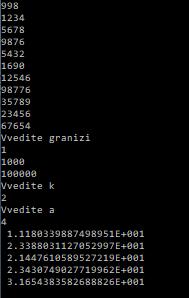 998
1234
5678
9876
5432
1
1690
12546
98776
35789
23456
67654
Vvedite granizi
1
1000
100000
Vvedite k
2
Vvedite a
4
1.1180339887498951E+001
2.3388031127052997E+001
2.1447610589527219E+001
2.3430749027719962E+001
3.1654383582688826E+001